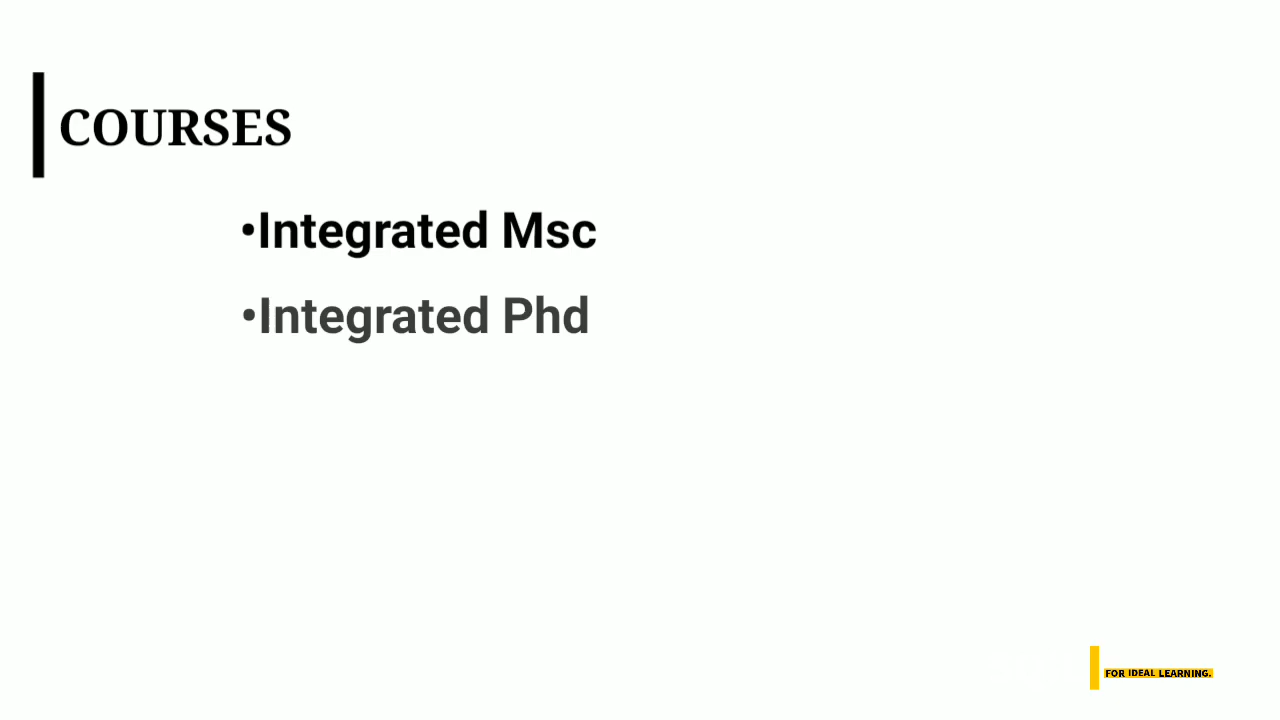 COURSES
•Integrated Msc
•Integrated Phd
FOR IDEAL LEARNING.